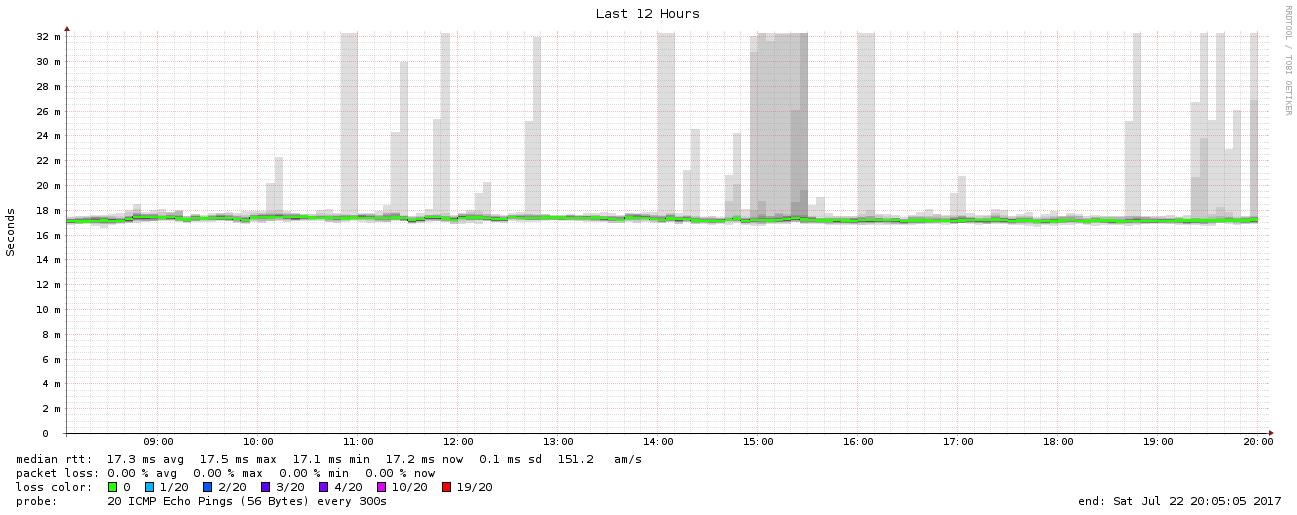 Last 12 Hours
RRDTOOL / TOBI OETIKER
Seconds
32 m
30 m
28 m
26 m
24 m
22 m
20 m
18 m
16 m
14 m
12 m
10 m
8 m
6 m
4 m
2 m
0
09:00 10:00 11:00 12:00 13:00 14:00 15:00 16:00 17:00 18:00 19:00 20:00
median rtt: 17.3 ms avg 17.5 ms max 17.1 ms min 17.2 ms now 0.1 ms sd 151.2 am/s
packet loss: 0.00 % avg 0.00 % max 0.00 % min 0.00 % now
loss color: 0 1/20 2/20 3/20 4/20 10/20 19/20
probe: 20 ICMP Echo Pings (56 Bytes) every 300s end: Sat Jul 22 20:05:05 2017